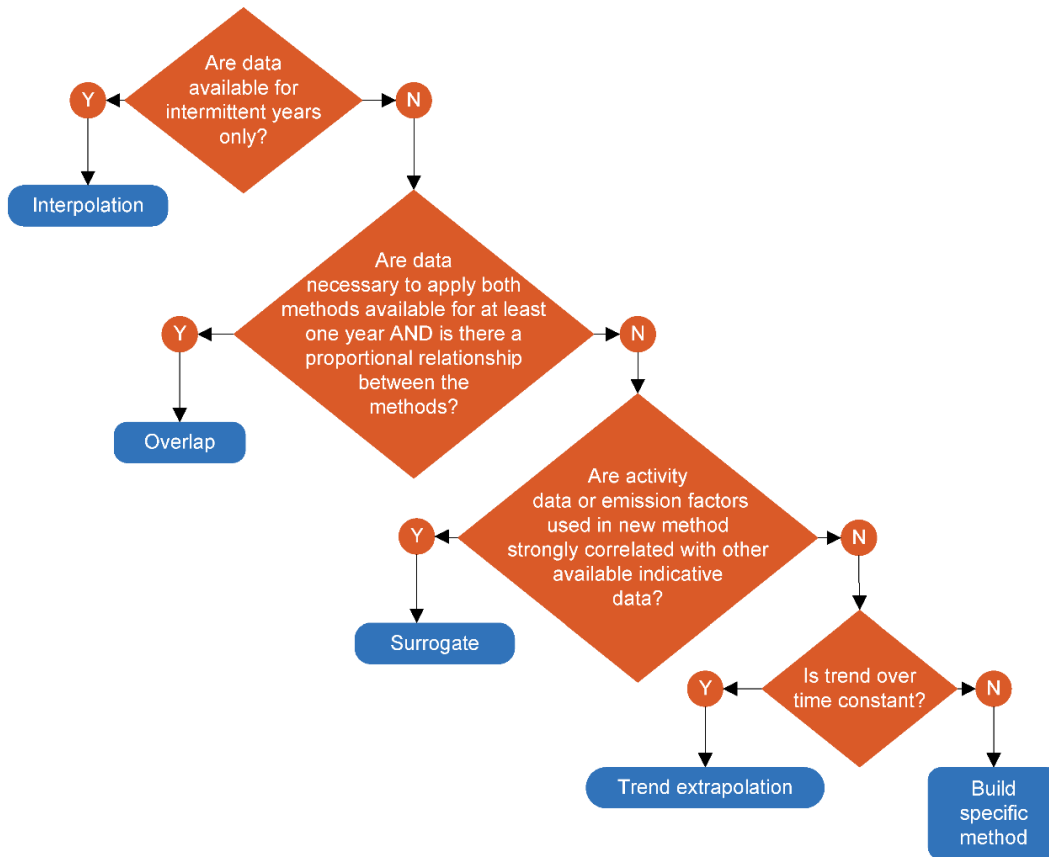 Are data
available for
intermittent years
only?
Y
N
Interpolation
Are data
necessary to apply both
methods available for at least
one year AND is there a
proportional relationship
between the
methods?
Y
N
Overlap
Are activity
data or emission factors
used in new method
strongly correlated with other
available indicative
data?
Y
N
Surrogate
Is trend over
time constant?
Y
N
Trend extrapolation
Build
specific
method